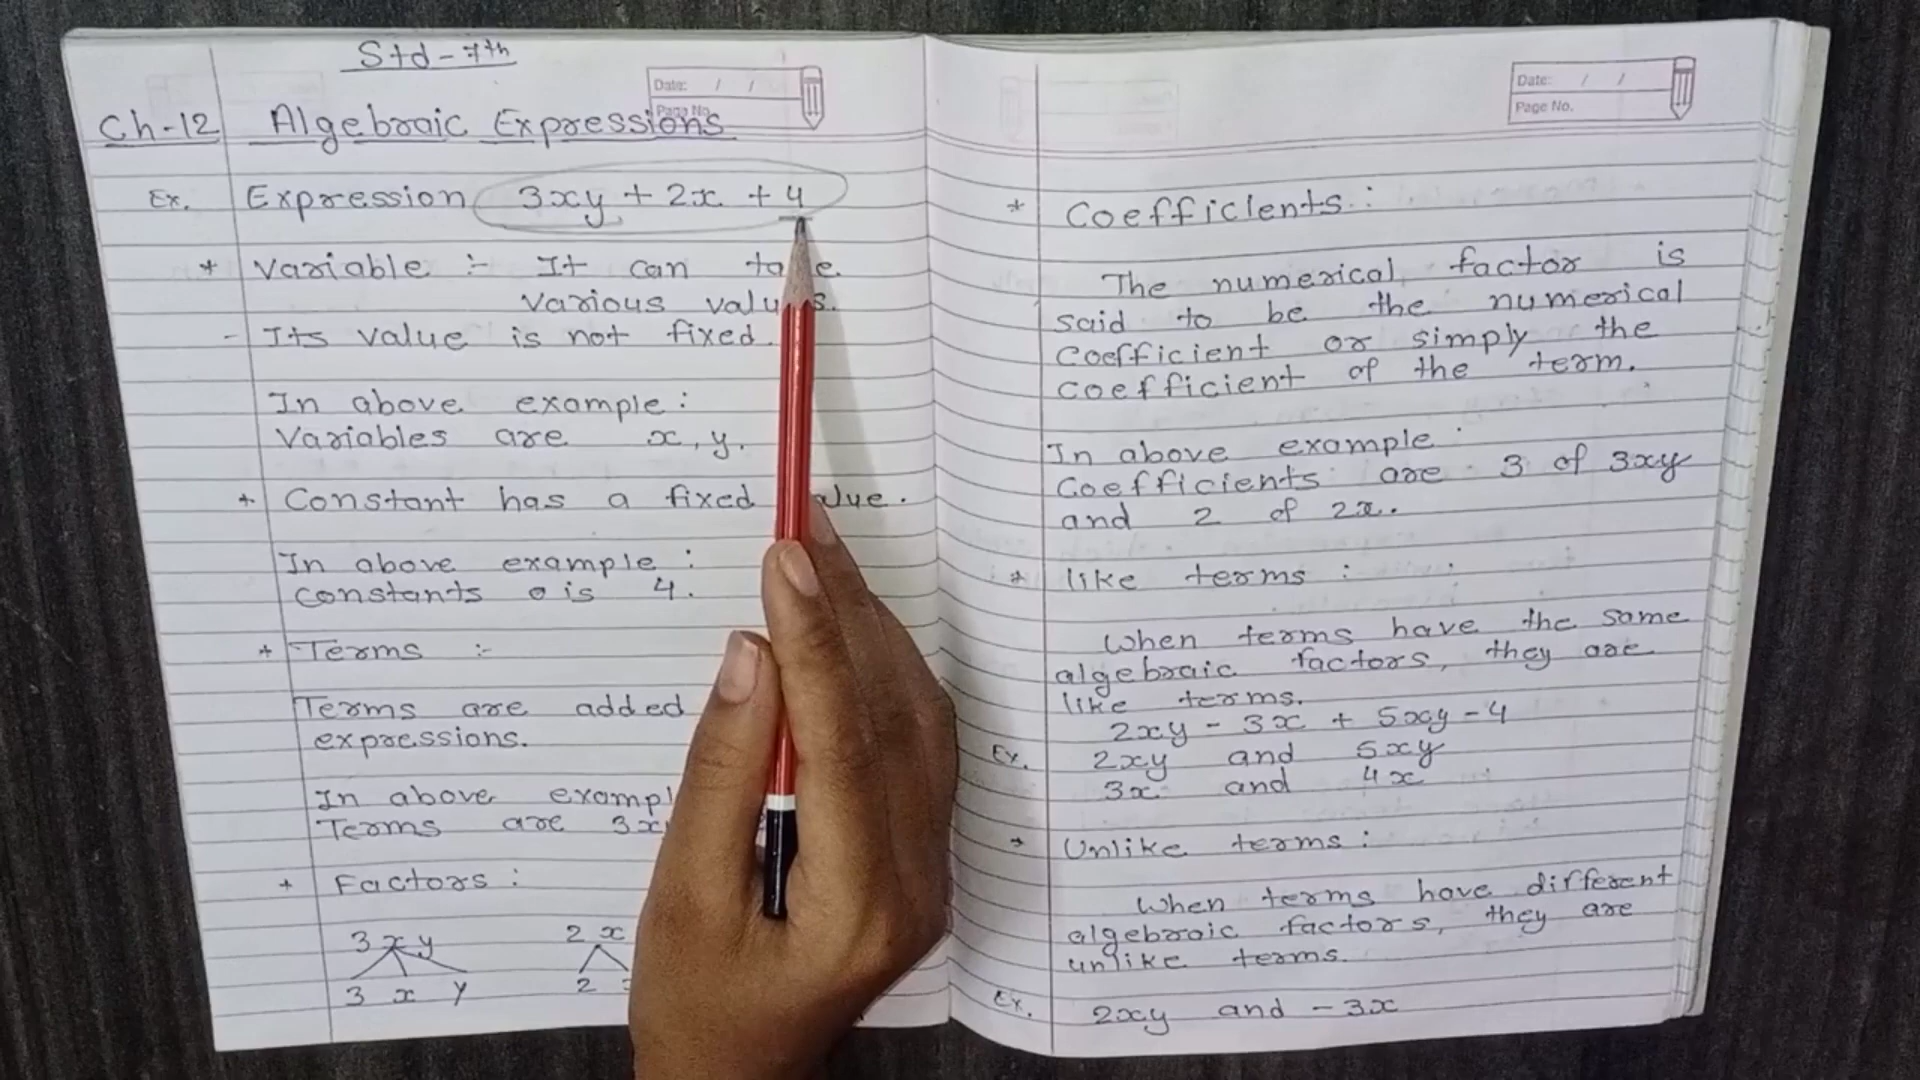 Std - 7th
Date: / /
Page No.
Ch-12 Algebraic Expressions
Ex. Expression 3xy + 2x + 4
* Variable :- It can
various
- Its value is not fixed.
In above example:
Variables are x, y.
* Constant has a fixed
In above example:
Constants is 4.
* Terms :-
Terms are added
expressions.
In above
Terms are
* Factors:
3xy
2x
3 x y
2
Date: / /
Page No.
* Coefficients:
The numerical factor is
said to be the numerical
coefficient or simply the
coefficient of the term.
In above example
Coefficients are 3 of 3xy
and 2 of 2x.
* like terms :
When terms have the same
algebraic factors, they are
like terms.
2xy - 3x + 5xy - 4
Ex. 2xy and 5xy
3x and 4x
* Unlike terms:
When terms have different
algebraic factors, they are
unlike terms.
Ex. 2xy and - 3x